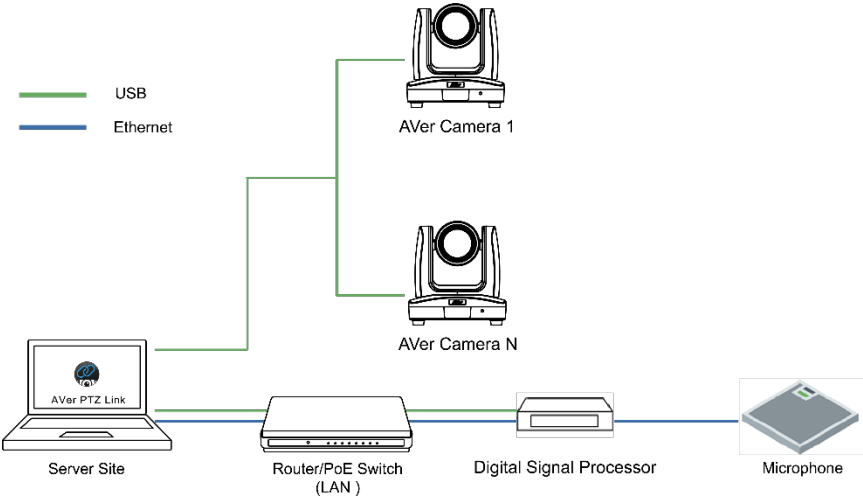 USB
Ethernet
AVer Camera 1
AVer Camera N
AVer PTZ Link
Server Site
Router/PoE Switch
(LAN )
Digital Signal Processor
Microphone